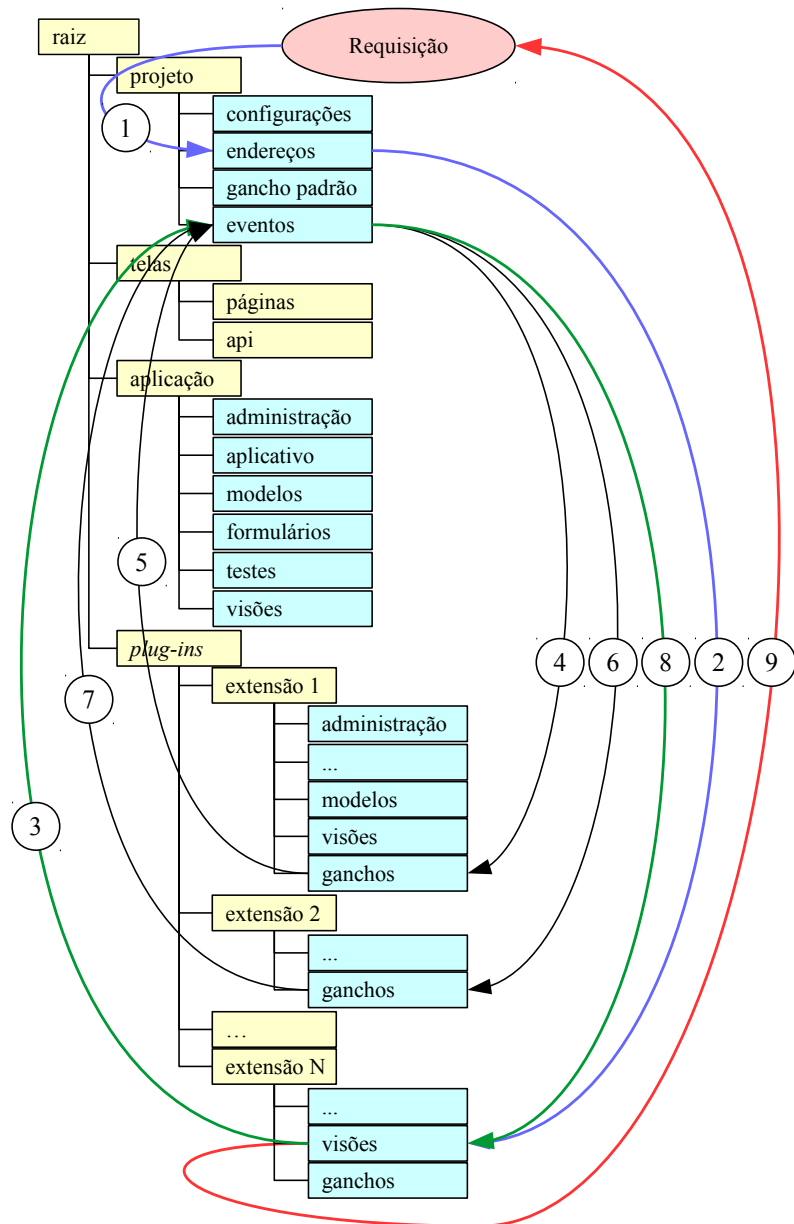 Requisição
raiz
projeto
configurações
1
endereços
gancho padrão
eventos
telas
páginas
api
aplicação
administração
aplicativo
modelos
formulários
5
testes
visões
plug-ins
4
6
8
2
9
extensão 1
7
administração
...
modelos
3
visões
ganchos
extensão 2
...
ganchos
...
extensão N
...
visões
ganchos